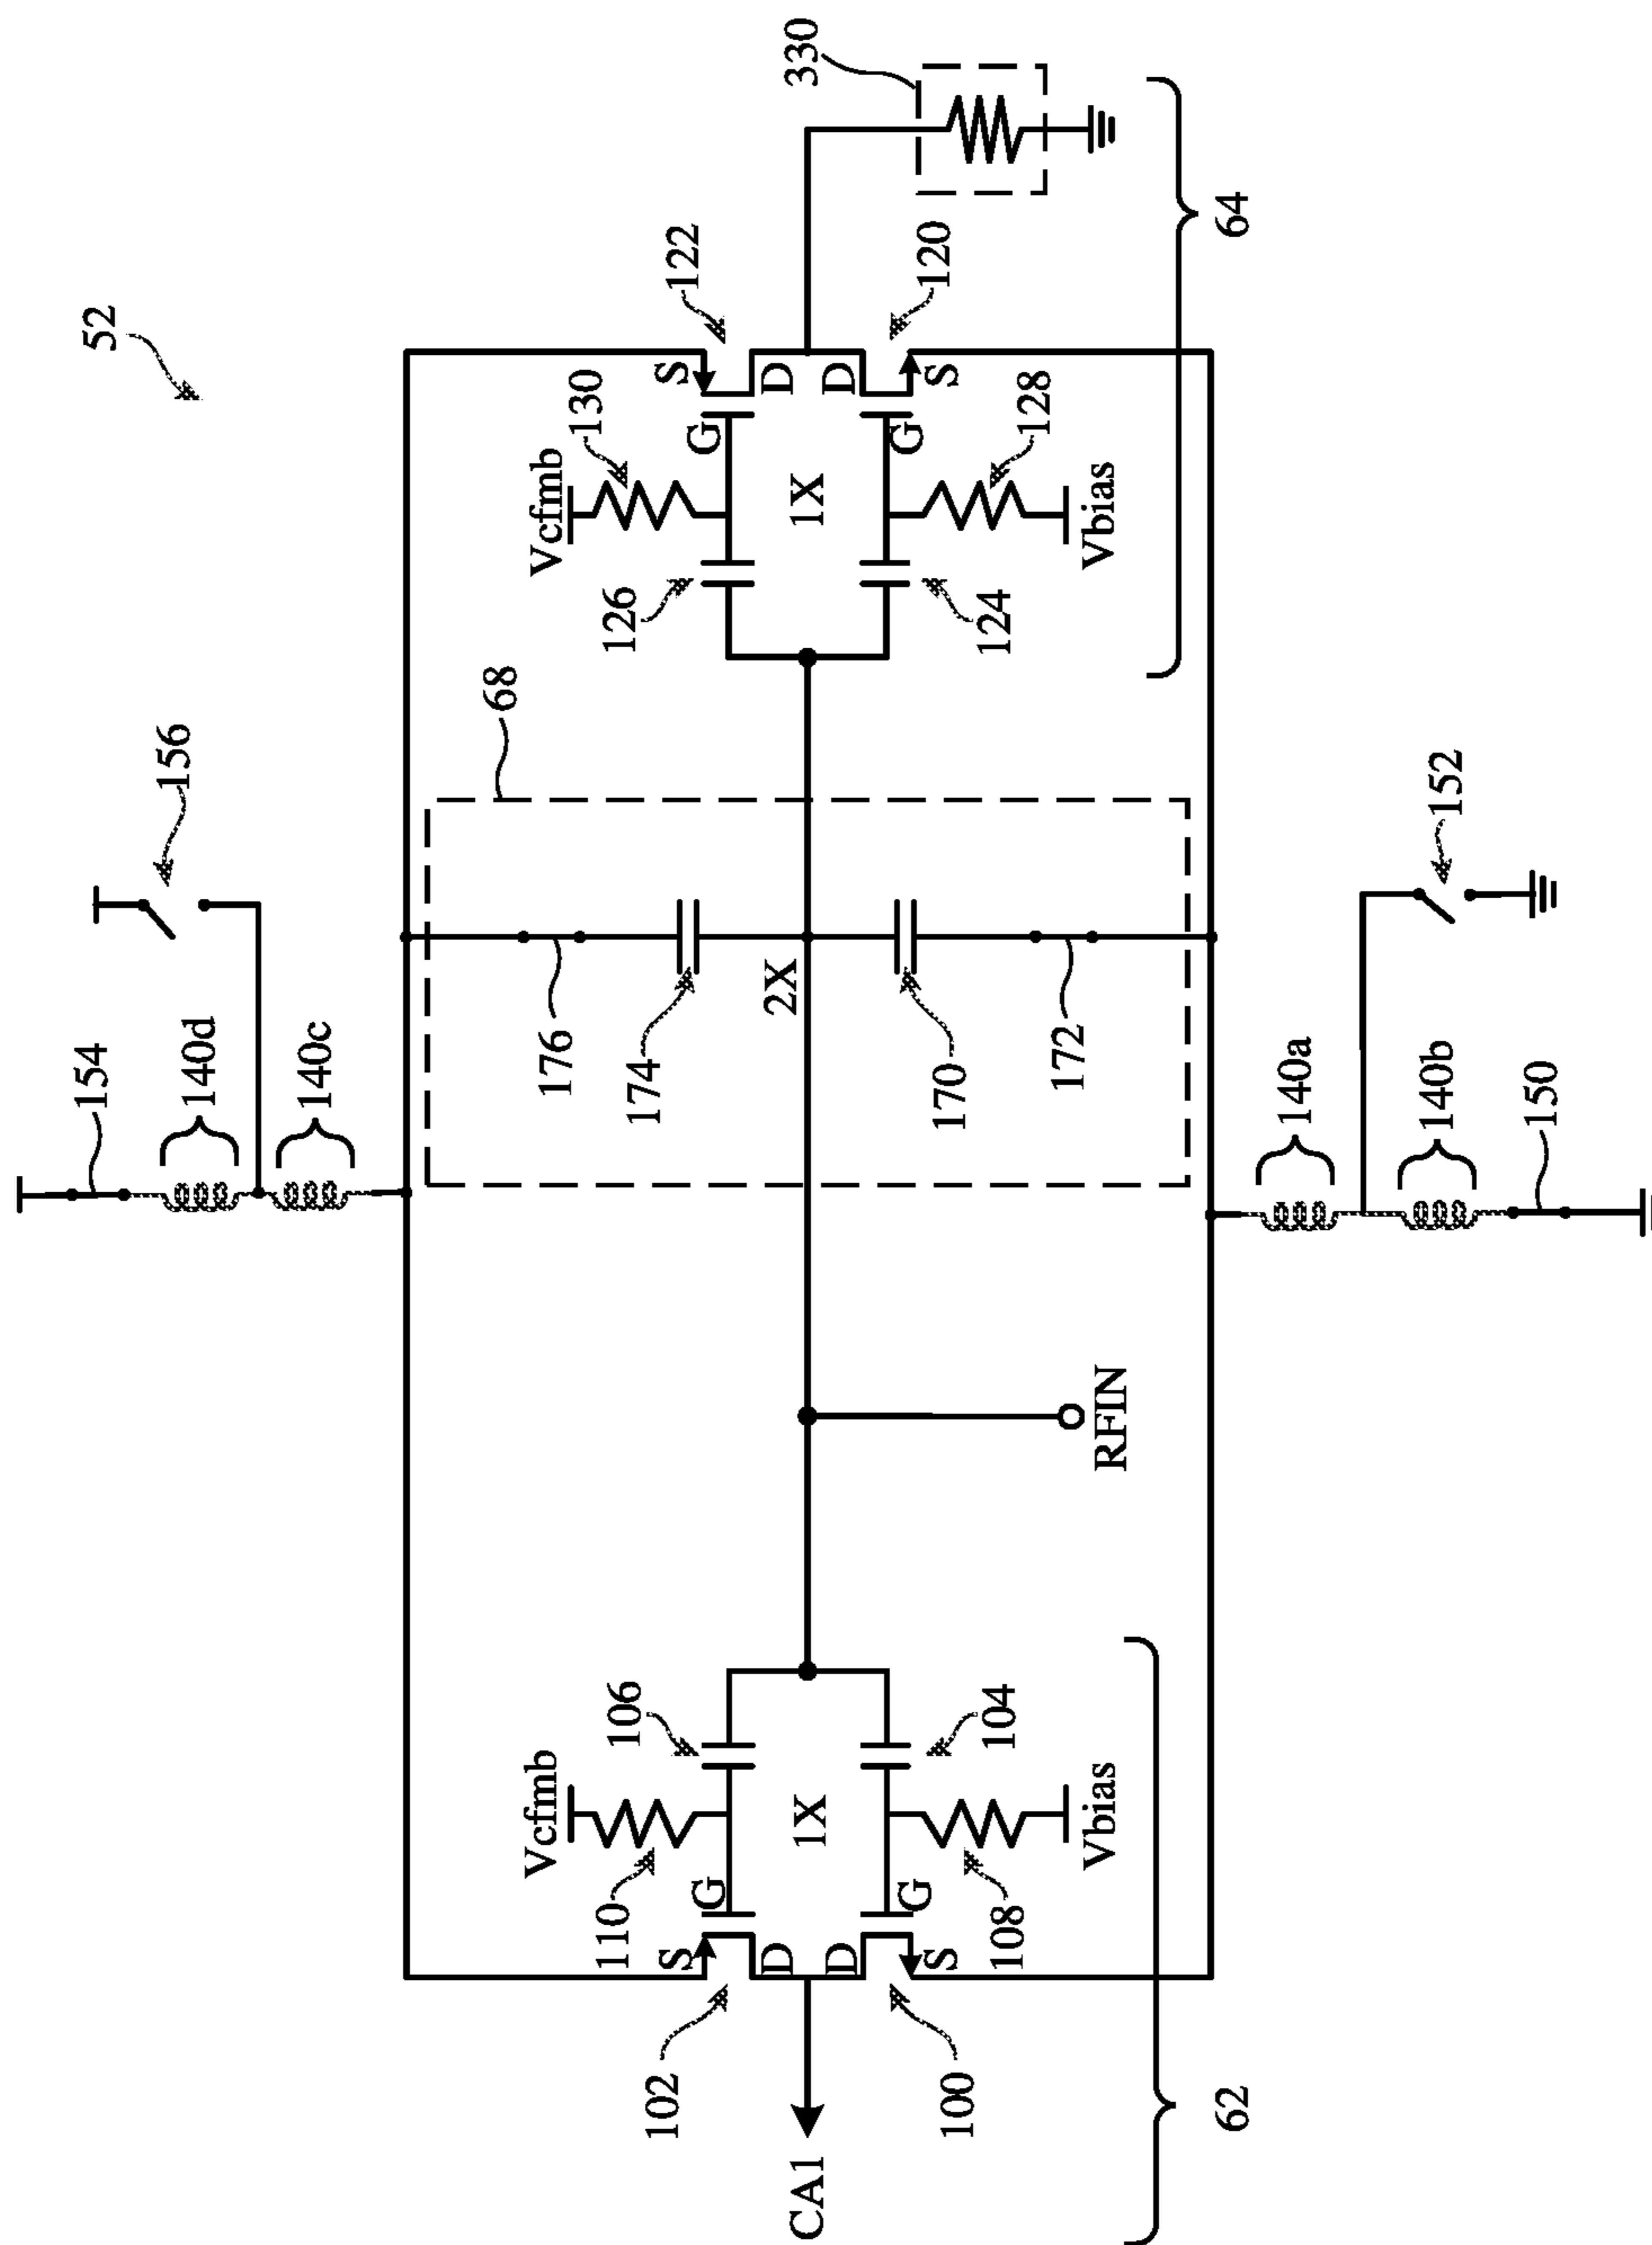 52
154
156
140d
140c
68
176
174
2X
170
172
140a
140b
152
150
RFIN
Vcfmb
106
110
G
S
102
D
1X
CA1
D
G
S
100
104
108
Vbias
62
Vcfmb
130
126
G
S
122
D
1X
D
G
S
120
124
128
Vbias
330
64